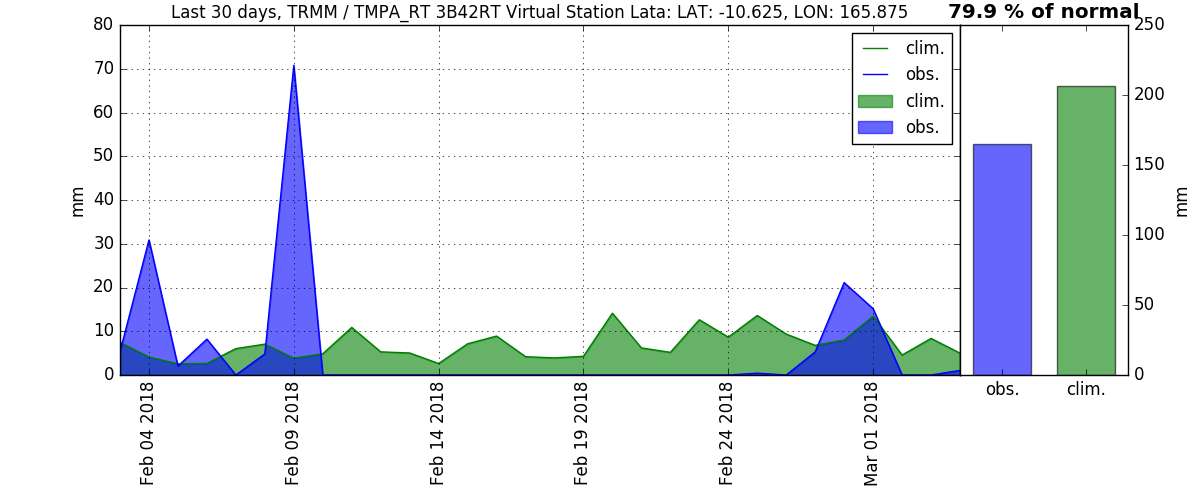 Last 30 days, TRMM / TMPA_RT 3B42RT Virtual Station Lata: LAT: -10.625, LON: 165.875
79.9 % of normal
80
70
60
50
40
30
20
10
0
mm
clim.
obs.
clim.
obs.
Feb 04 2018
Feb 09 2018
Feb 14 2018
Feb 19 2018
Feb 24 2018
Mar 01 2018
250
200
150
100
50
0
mm
obs.
clim.